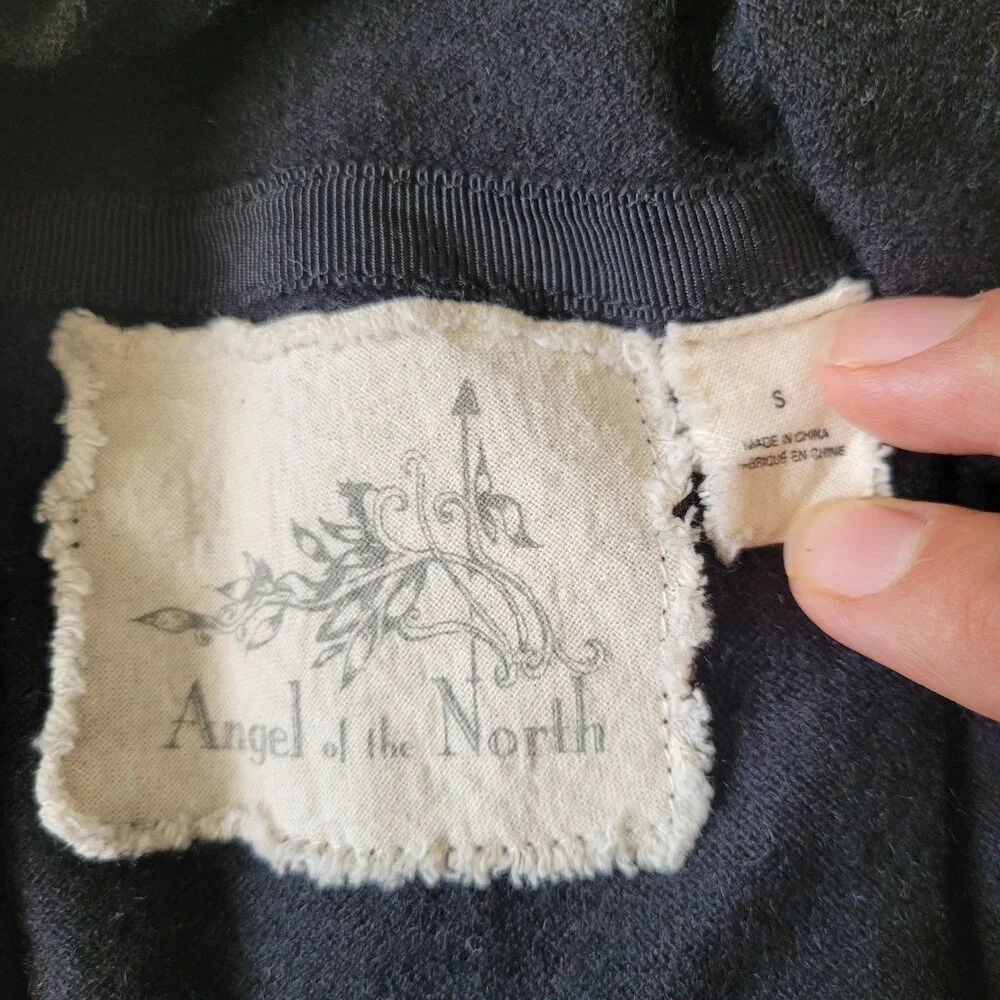 Angel of the North
S
MADE IN CHINA
FABRIQUÉ EN CHINE